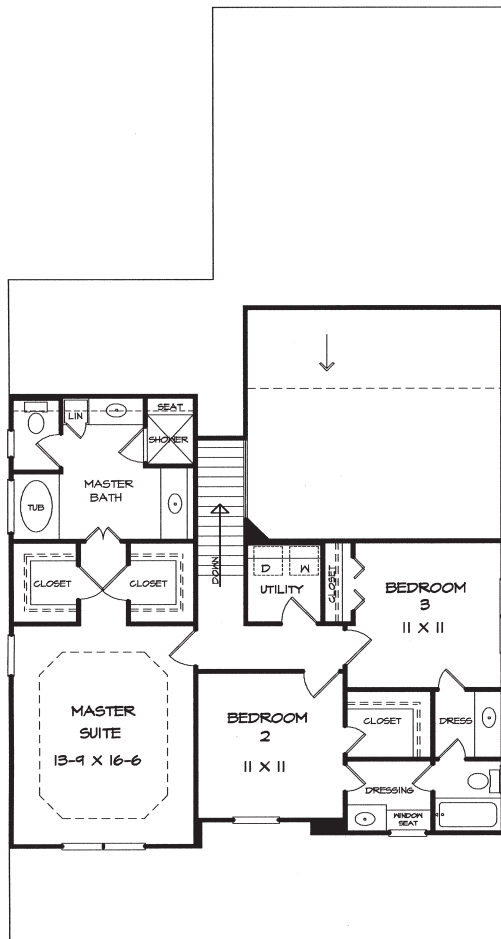 SEAT
LIN
SHOWER
MASTER
BATH
TUB
DOWN
CLOSET
CLOSET
D
W
UTILITY
CLOSET
BEDROOM
3
11 X 11
MASTER
SUITE
13-9 X 16-6
BEDROOM
2
11 X 11
CLOSET
DRESS
DRESSING
WINDOW
SEAT